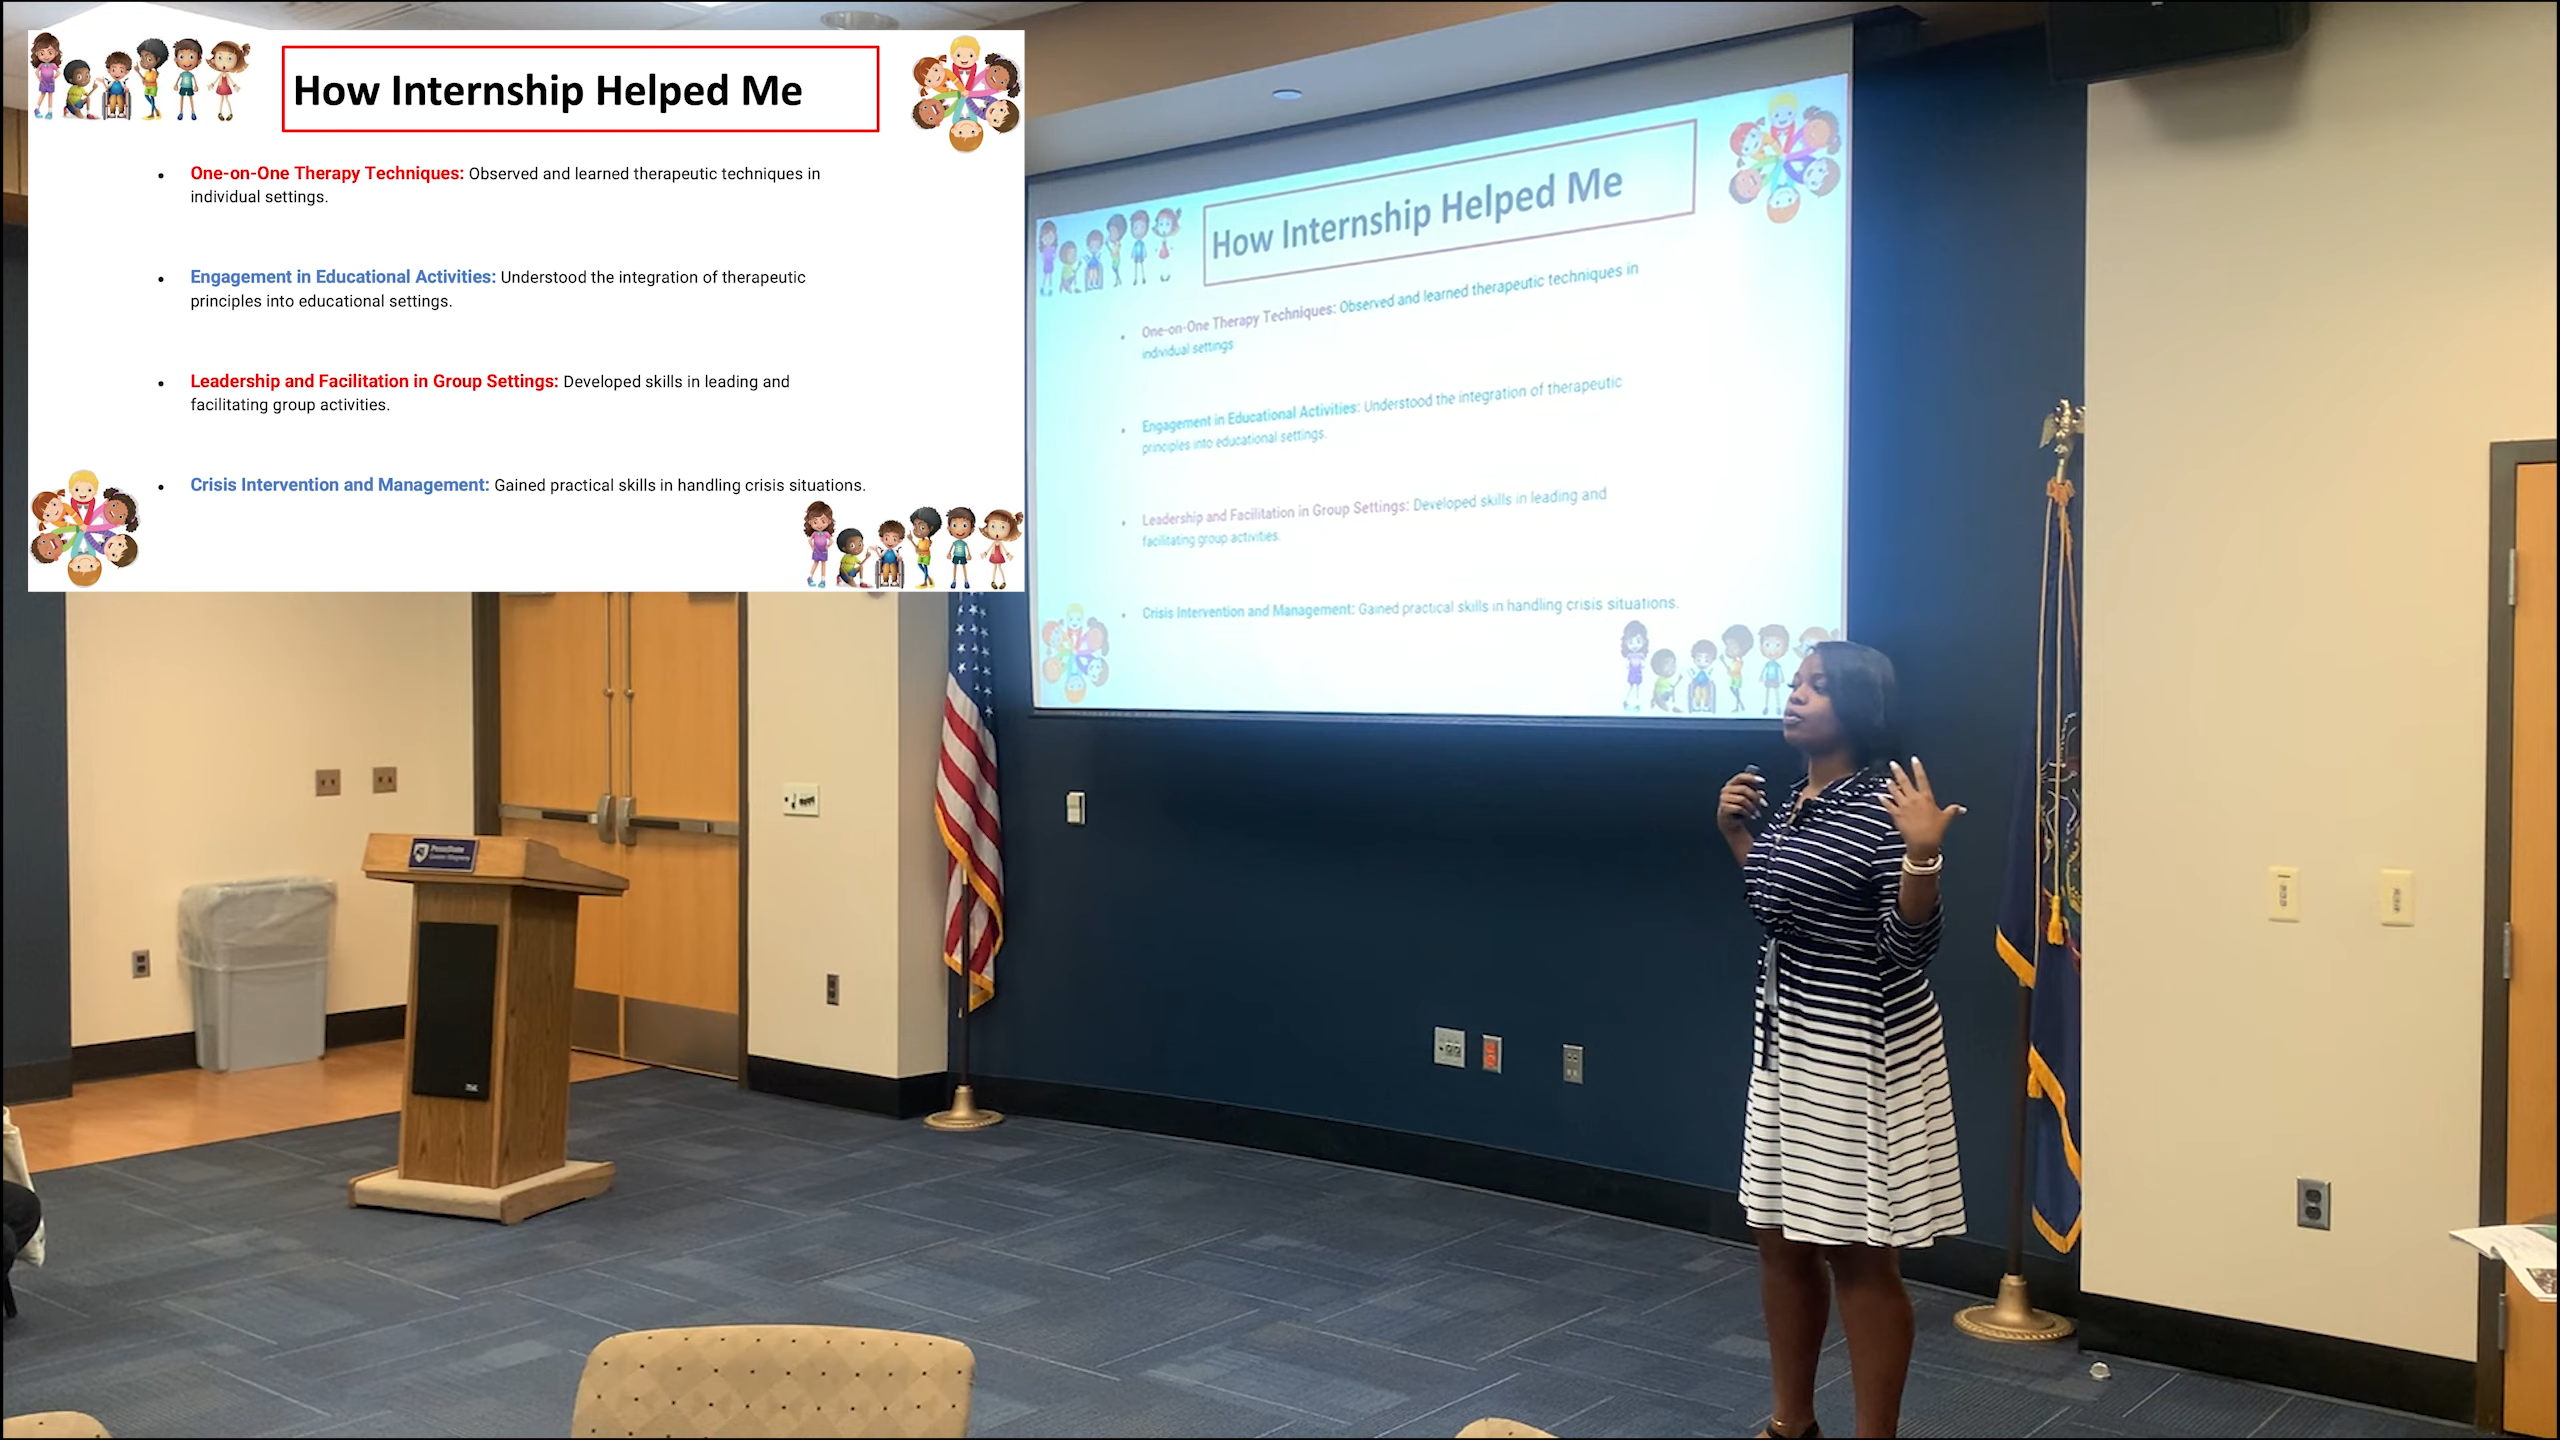 How Internship Helped Me
One-on-One Therapy Techniques: Observed and learned therapeutic techniques in
individual settings.
Engagement in Educational Activities: Understood the integration of therapeutic
principles into educational settings.
Leadership and Facilitation in Group Settings: Developed skills in leading and
facilitating group activities.
Crisis Intervention and Management: Gained practical skills in handling crisis situations.
How Internship Helped Me
One-on-One Therapy Techniques: Observed and learned therapeutic techniques in
individual settings
Engagement in Educational Activities: Understood the integration of therapeutic
principles into educational settings.
Leadership and Facilitation in Group Settings: Developed skills in leading and
facilitating group activities.
Crisis Intervention and Management: Gained practical skills in handling crisis situations.
PennState